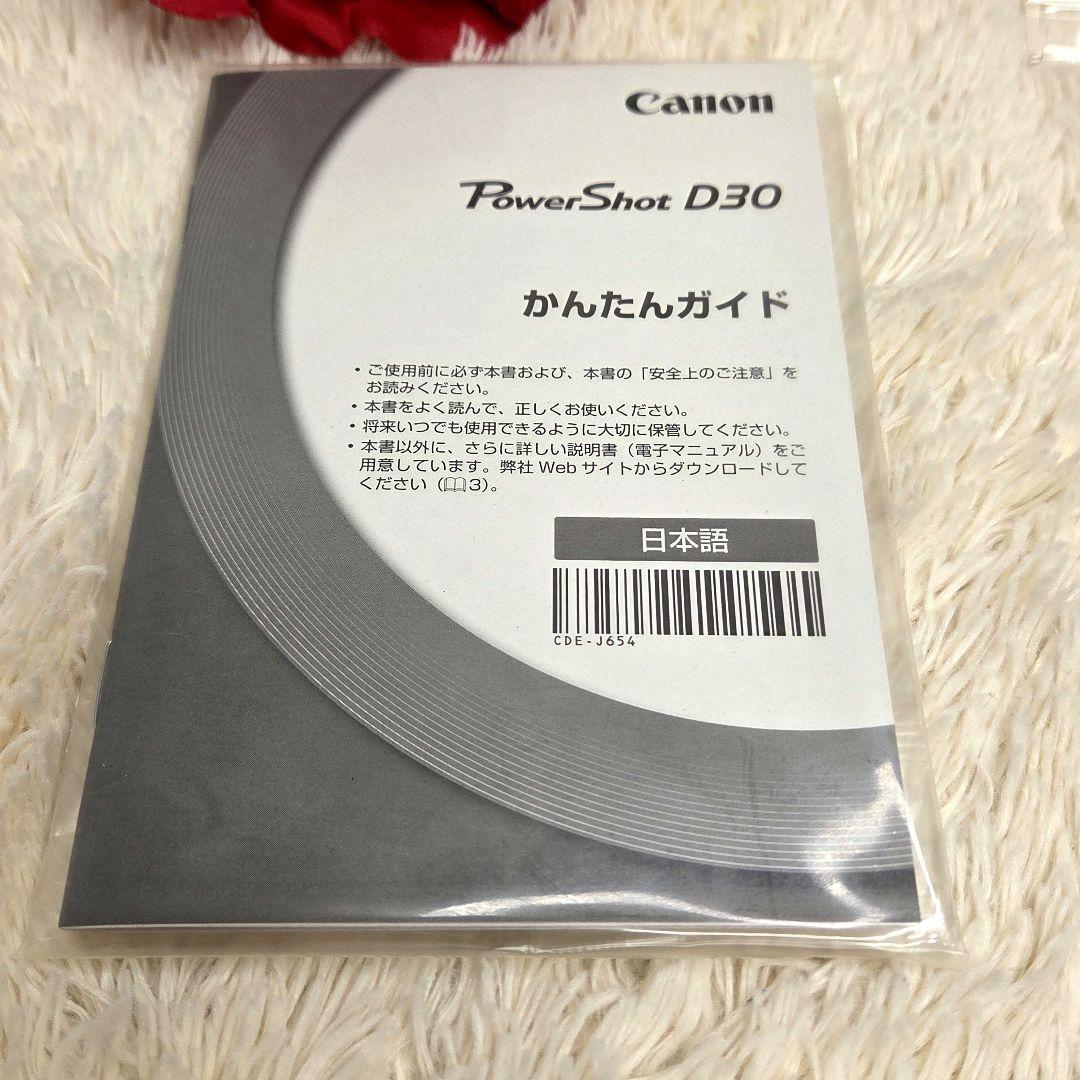 Canon
PowerShot D30
かんたんガイド
・ご使用前に必ず本書および、本書の「安全上のご注意」を
お読みください。
・本書をよく読んで、正しくお使いください。
・将来いつでも使用できるように大切に保管してください。
・本書以外に、さらに詳しい説明書（電子マニュアル）をご
用意しています。弊社 Web サイトからダウンロードして
ください（📖3）。
日本語
CDE-J654